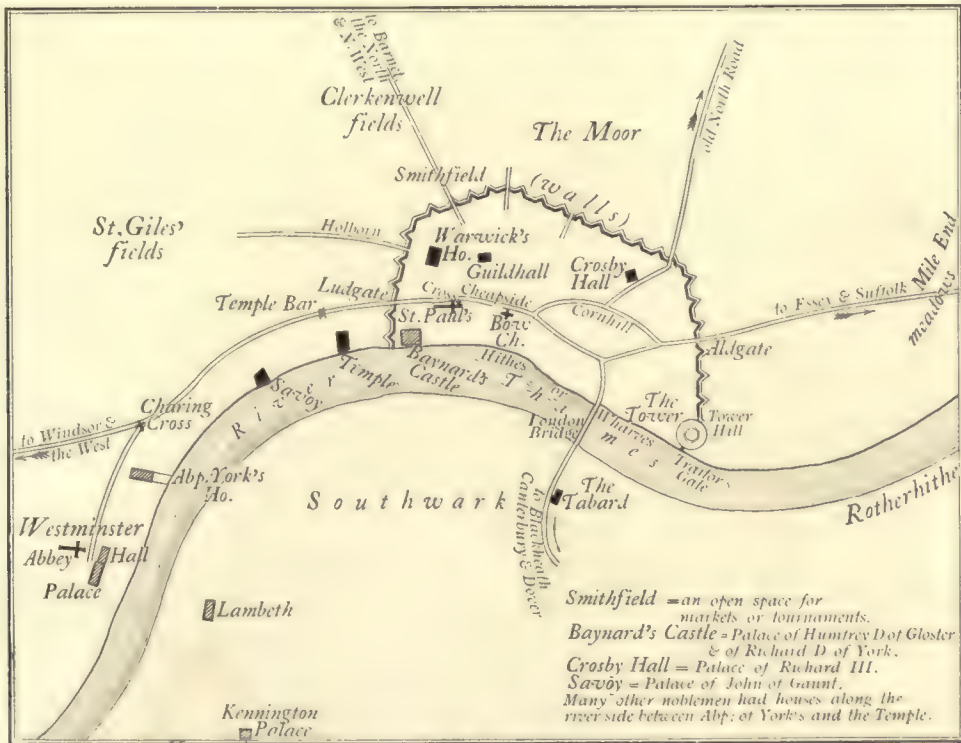 to Barnet
the North
& N. West
Clerkenwell
fields
The Moor
old North Road
Smithfield
(walls)
St. Giles'
fields
Holborn
Warwick's
Ho.
Guildhall
Crosby
Hall
Mile End
meadows
to Essex & Suffolk
Ludgate
Cross
Cheapside
Cornhill
Temple Bar
St. Paul's
Bow
Ch.
Aldgate
Baynard's
Castle
Hithes or
Wharves
River Thames
Temple
Savoy
London
Bridge
The
Tower
Tower
Hill
Traitor's
Gate
Charing
Cross
to Windsor &
the West
Abp. York's
Ho.
Southwark
The
Tabard
to Blackheath
Canterbury & Dover
Rotherhithe
Westminster
Abbey
Hall
Palace
Lambeth
Kennington
Palace
Smithfield = an open space for
markets or tournaments.
Baynard's Castle = Palace of Humfrey D of Gloster
& of Richard D of York.
Crosby Hall = Palace of Richard III.
Savoy = Palace of John of Gaunt.
Many other noblemen had houses along the
river side between Abp: of York's and the Temple.